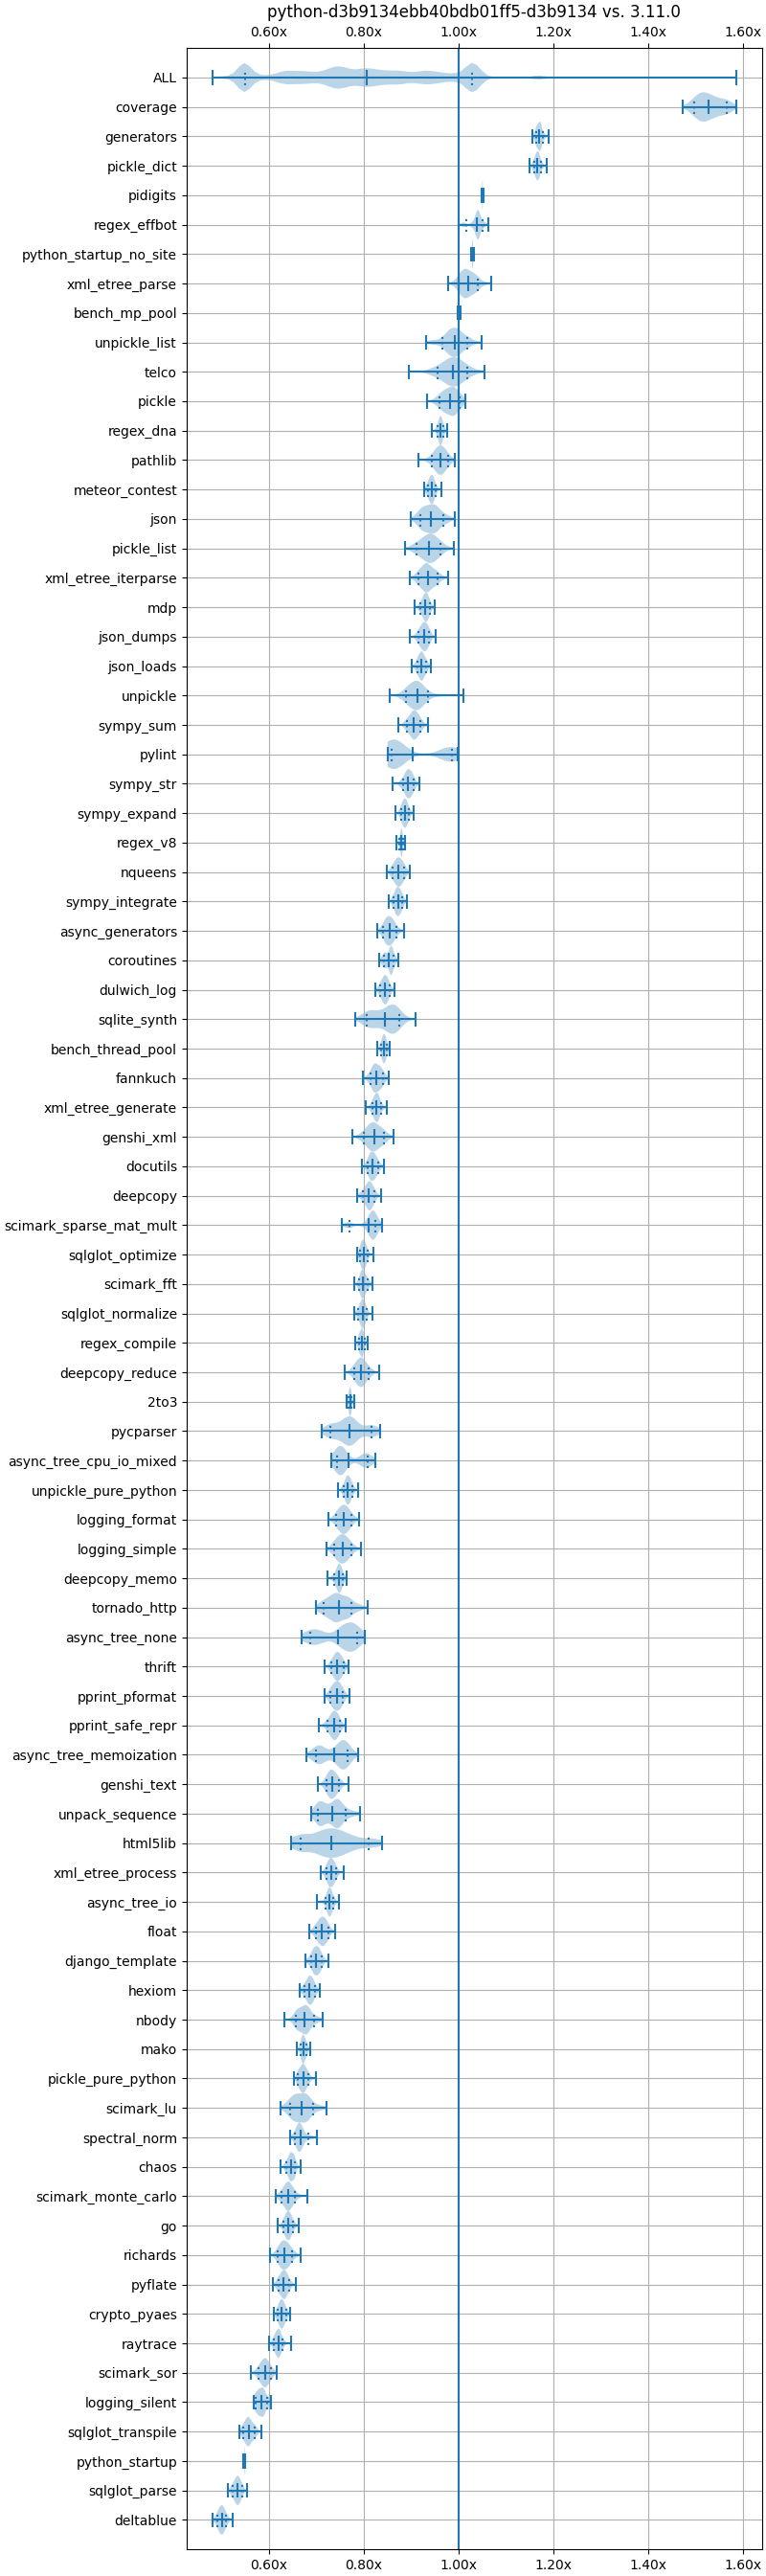 python-d3b9134ebb40bdb01ff5-d3b9134 vs. 3.11.0
0.60x 0.80x 1.00x 1.20x 1.40x 1.60x
ALL
coverage
generators
pickle_dict
pidigits
regex_effbot
python_startup_no_site
xml_etree_parse
bench_mp_pool
unpickle_list
telco
pickle
regex_dna
pathlib
meteor_contest
json
pickle_list
xml_etree_iterparse
mdp
json_dumps
json_loads
unpickle
sympy_sum
pylint
sympy_str
sympy_expand
regex_v8
nqueens
sympy_integrate
async_generators
coroutines
dulwich_log
sqlite_synth
bench_thread_pool
fannkuch
xml_etree_generate
genshi_xml
docutils
deepcopy
scimark_sparse_mat_mult
sqlglot_optimize
scimark_fft
sqlglot_normalize
regex_compile
deepcopy_reduce
2to3
pycparser
async_tree_cpu_io_mixed
unpickle_pure_python
logging_format
logging_simple
deepcopy_memo
tornado_http
async_tree_none
thrift
pprint_pformat
pprint_safe_repr
async_tree_memoization
genshi_text
unpack_sequence
html5lib
xml_etree_process
async_tree_io
float
django_template
hexiom
nbody
mako
pickle_pure_python
scimark_lu
spectral_norm
chaos
scimark_monte_carlo
go
richards
pyflate
crypto_pyaes
raytrace
scimark_sor
logging_silent
sqlglot_transpile
python_startup
sqlglot_parse
deltablue
0.60x 0.80x 1.00x 1.20x 1.40x 1.60x